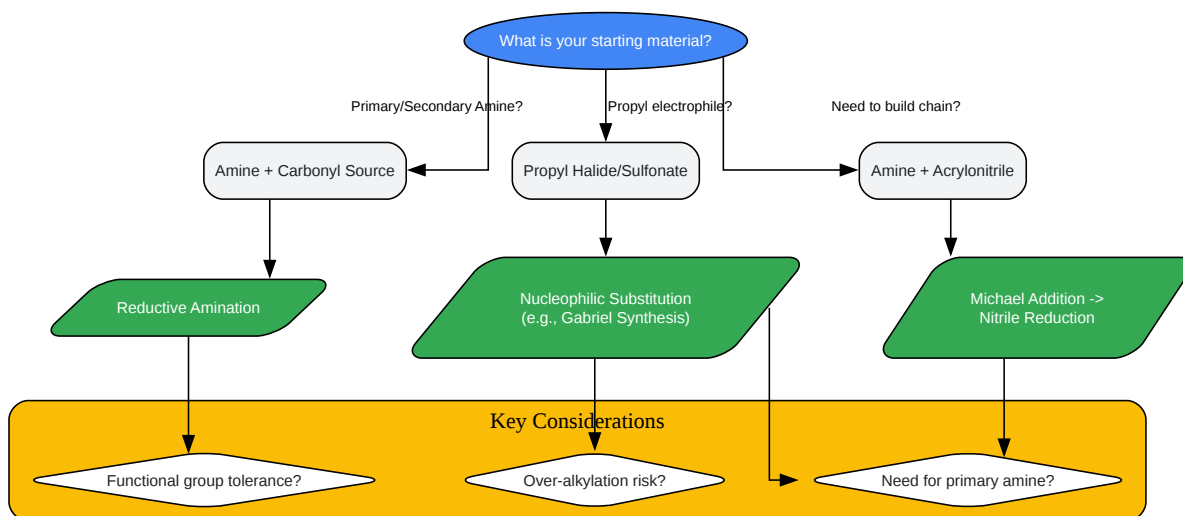 What is your starting material?
Primary/Secondary Amine?
Propyl electrophile?
Need to build chain?
Amine + Carbonyl Source
Propyl Halide/Sulfonate
Amine + Acrylonitrile
Reductive Amination
Nucleophilic Substitution
(e.g., Gabriel Synthesis)
Michael Addition ->
Nitrile Reduction
Key Considerations
Functional group tolerance?
Over-alkylation risk?
Need for primary amine?